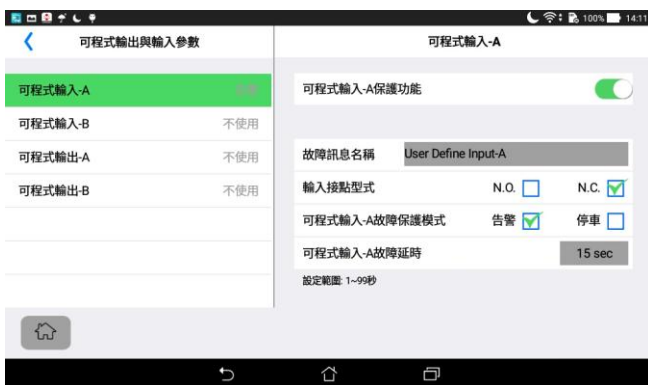 100% 14:11
可程式輸出與輸入參數
可程式輸入-A
可程式輸入-A
可程式輸入-B 不使用
可程式輸出-A 不使用
可程式輸出-B 不使用
可程式輸入-A保護功能
故障訊息名稱 User Define Input-A
輸入接點型式 N.O. N.C.
可程式輸入-A故障保護模式 告警 停車
可程式輸入-A故障延時 15 sec
設定範圍: 1~99秒